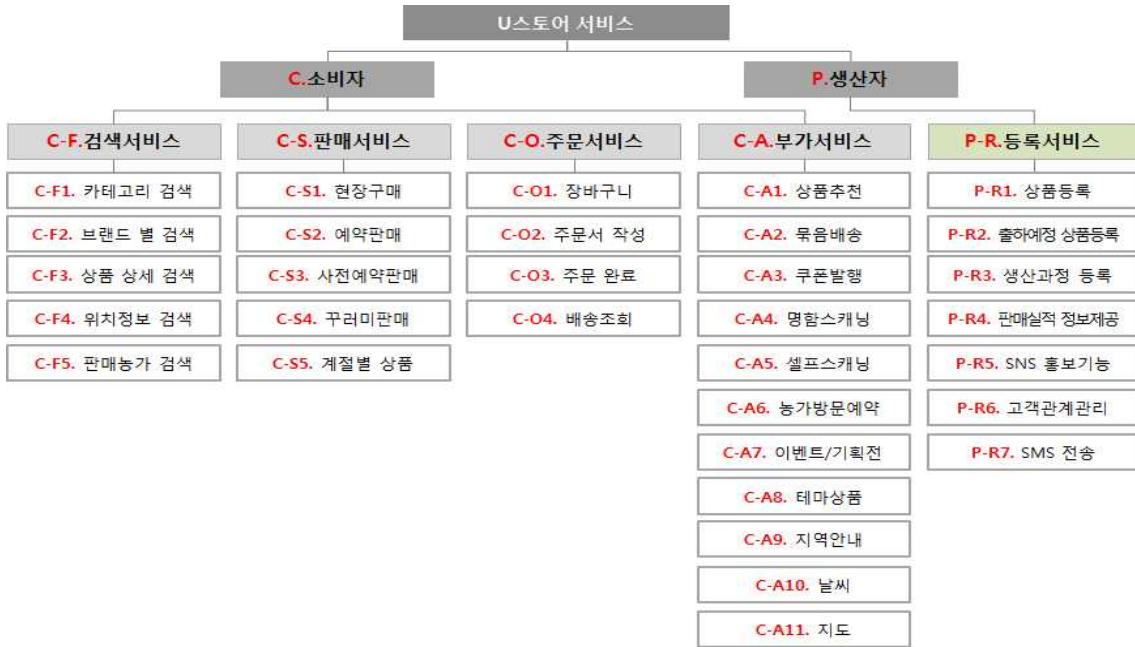 U스토어 서비스
C.소비자
P.생산자
C-F.검색서비스
C-F1. 카테고리 검색
C-F2. 브랜드 별 검색
C-F3. 상품 상세 검색
C-F4. 위치정보 검색
C-F5. 판매농가 검색
C-S.판매서비스
C-S1. 현장구매
C-S2. 예약판매
C-S3. 사전예약판매
C-S4. 꾸러미판매
C-S5. 계절별 상품
C-O.주문서비스
C-O1. 장바구니
C-O2. 주문서 작성
C-O3. 주문 완료
C-O4. 배송조회
C-A.부가서비스
C-A1. 상품추천
C-A2. 묶음배송
C-A3. 쿠폰발행
C-A4. 명함스캐닝
C-A5. 셀프스캐닝
C-A6. 농가방문예약
C-A7. 이벤트/기획전
C-A8. 테마상품
C-A9. 지역안내
C-A10. 날씨
C-A11. 지도
P-R.등록서비스
P-R1. 상품등록
P-R2. 출하예정 상품등록
P-R3. 생산과정 등록
P-R4. 판매실적 정보제공
P-R5. SNS 홍보기능
P-R6. 고객관계관리
P-R7. SMS 전송